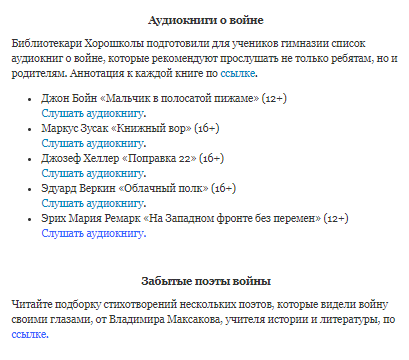 Аудиокниги о войне
Библиотекари Хорошколы подготовили для учеников гимназии список
аудиокниг о войне, которые рекомендуют прослушать не только ребятам, но и
родителям. Аннотация к каждой книге по ссылке.
• Джон Бойн «Мальчик в полосатой пижаме» (12+)
Слушать аудиокнигу.
• Маркус Зусак «Книжный вор» (16+)
Слушать аудиокнигу.
• Джозеф Хеллер «Поправка 22» (16+)
Слушать аудиокнигу.
• Эдуард Веркин «Облачный полк» (16+)
Слушать аудиокнигу.
• Эрих Мария Ремарк «На Западном фронте без перемен» (12+)
Слушать аудиокнигу.
Забытые поэты войны
Читайте подборку стихотворений нескольких поэтов, которые видели войну
своими глазами, от Владимира Максакова, учителя истории и литературы, по
ссылке.